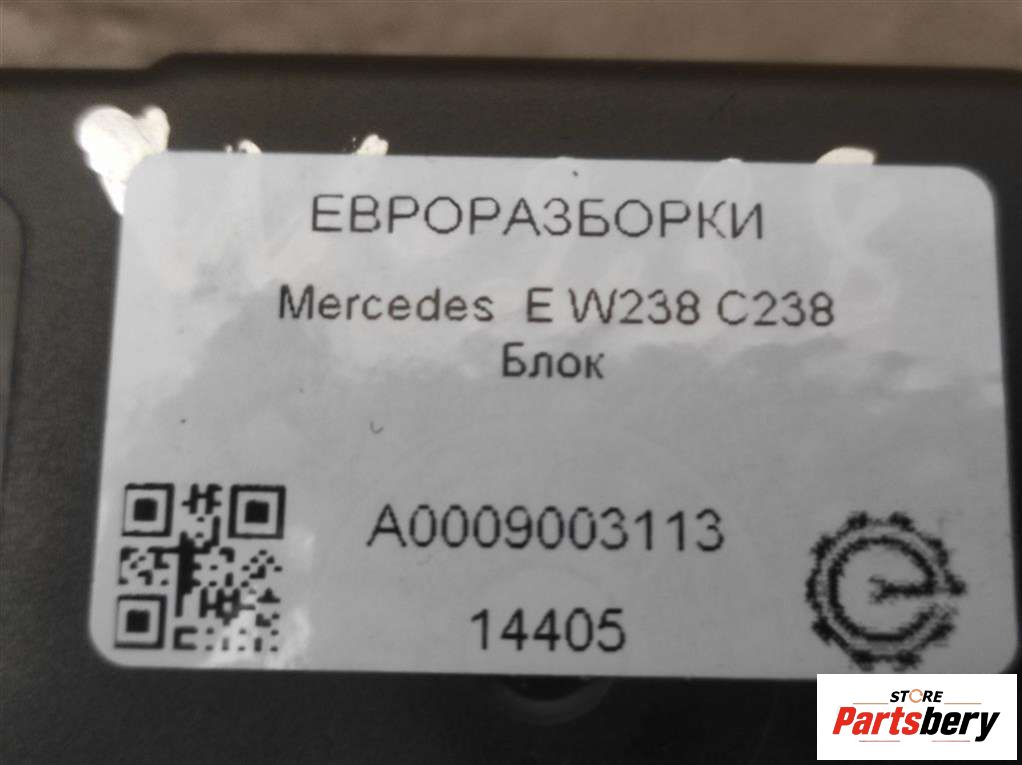 ЕВРОРАЗБОРКИ
Mercedes E W238 C238
Блок
A0009003113
14405
STORE
Partsbery